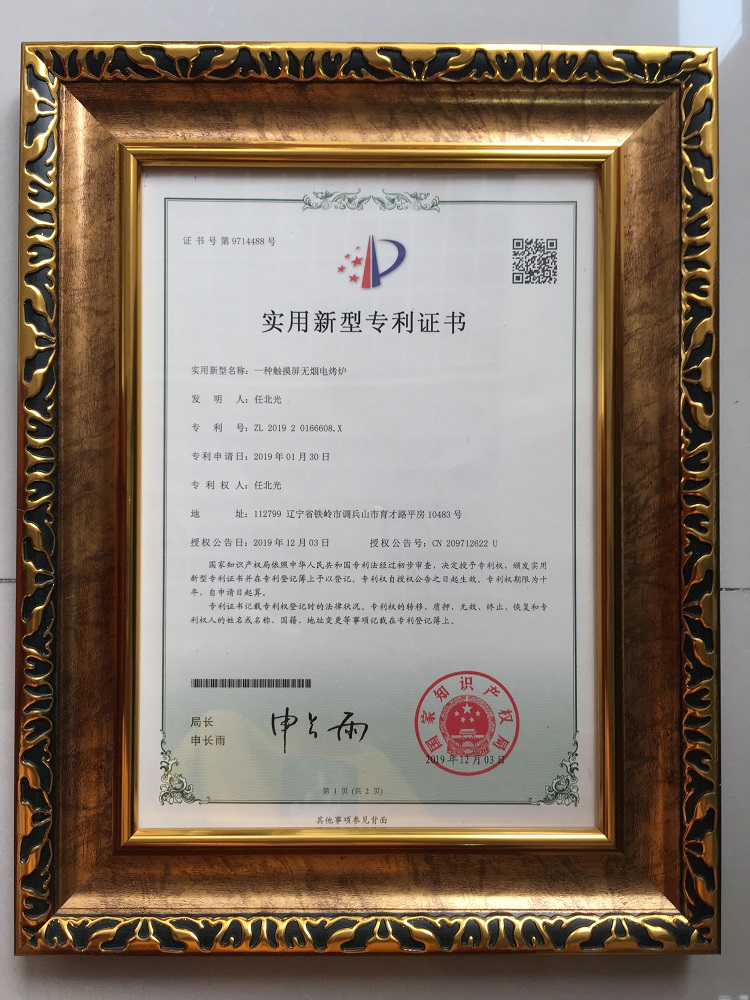 证书号第9714488号
实用新型专利证书
实用新型名称：一种触摸屏无烟电烤炉
发明人：任北光
专利号：ZL 2019 2 0166608.X
专利申请日：2019年01月30日
专利权人：任北光
地址：112799 辽宁省铁岭市调兵山市育才路平房10483号
授权公告日：2019年12月03日 授权公告号：CN 209712622 U
国家知识产权局依照中华人民共和国专利法经过初步审查，决定授予专利权，颁发实用
新型专利证书并在专利登记簿上予以登记。专利权自授权公告之日起生效。专利权期限为十
年，自申请日起算。
专利证书记载专利权登记时的法律状况。专利权的转移、质押、无效、终止、恢复和专
利权人的姓名或名称、国籍、地址变更等事项记载在专利登记簿上。
局长
申长雨
申长雨
国家知识产权局
2019年12月03日
第1页(共2页)
其他事项参见背面